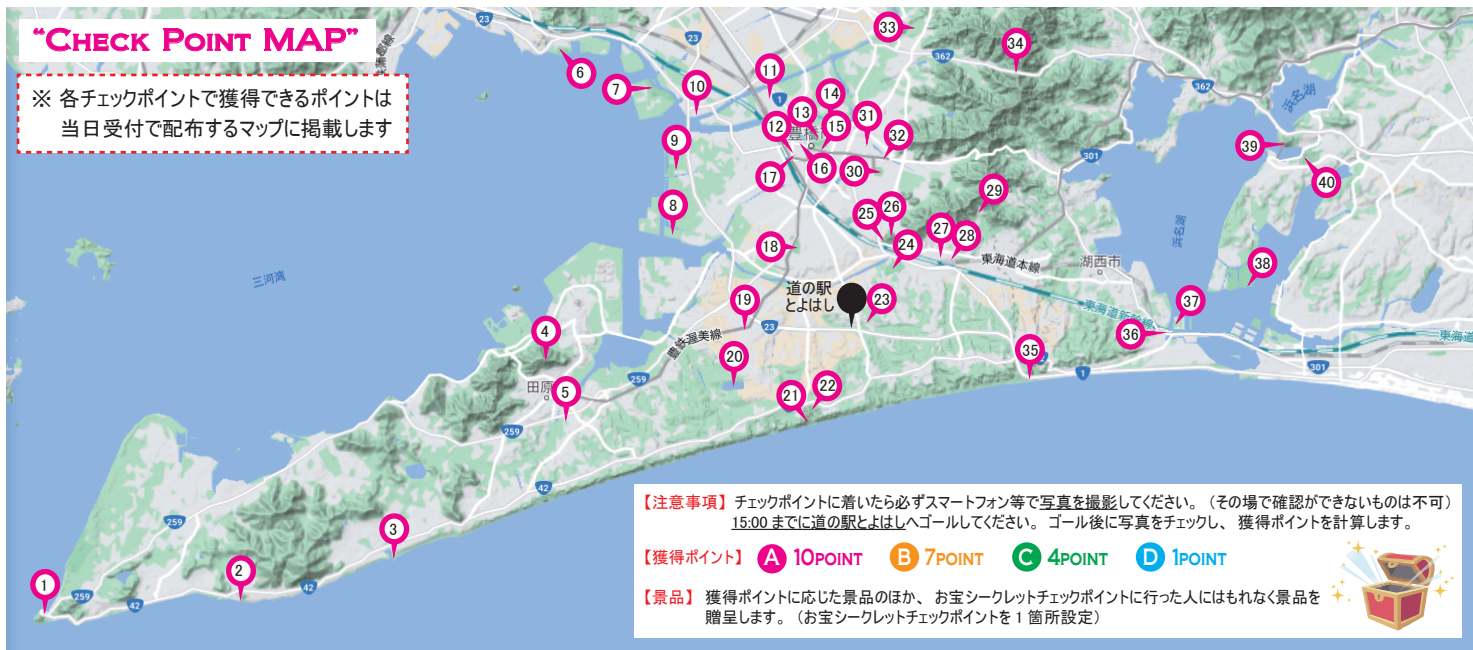 “CHECK POINT MAP”
※ 各チェックポイントで獲得できるポイントは
当日受付で配布するマップに掲載します
23
23
362
362
1
33
34
6
7
10
11
14
13
12
15
31
32
豊橋
9
17
16
30
301
浜名湖
39
40
8
25
26
29
24
27
28
18
東海道本線
湖西市
浜名湖
38
三河湾
道の駅
とよはし
23
19
23
東海道新幹線
37
36
東海道
301
4
豊鉄渥美線
20
259
35
1
田原
5
21
22
259
42
3
259
2
42
1
259
42
【注意事項】 チェックポイントに着いたら必ずスマートフォン等で写真を撮影してください。（その場で確認ができないものは不可）
15:00 までに道の駅とよはしへゴールしてください。ゴール後に写真をチェックし、獲得ポイントを計算します。
【獲得ポイント】 A 10POINT B 7POINT C 4POINT D 1POINT
【景品】 獲得ポイントに応じた景品のほか、お宝シークレットチェックポイントに行った人にはもれなく景品を
贈呈します。（お宝シークレットチェックポイントを 1 箇所設定）